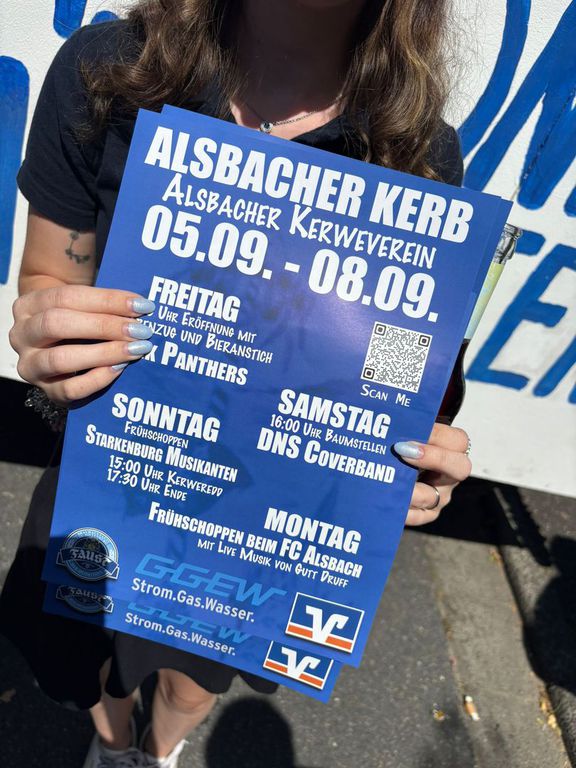 ALSBACHER KERB
ALSBACHER KERWEVEREIN
05.09. - 08.09.
FREITAG
UHR ERÖFFNUNG MIT
UND BIERANSTICH
PANTHERS
SCAN ME
SAMSTAG
16:00 UHR BAUMSTELLEN
DNS COVERBAND
SONNTAG
FRÜHSCHOPPEN
STARKENBURG MUSIKANTEN
15:00 UHR KERWEREDD
17:30 UHR ENDE
MONTAG
FRÜHSCHOPPEN BEIM FC ALSBACH
MIT LIVE MUSIK VON GUTT DRUFF
FAUST
GGEW
Strom.Gas.Wasser.
GGEW
Strom.Gas.Wasser.